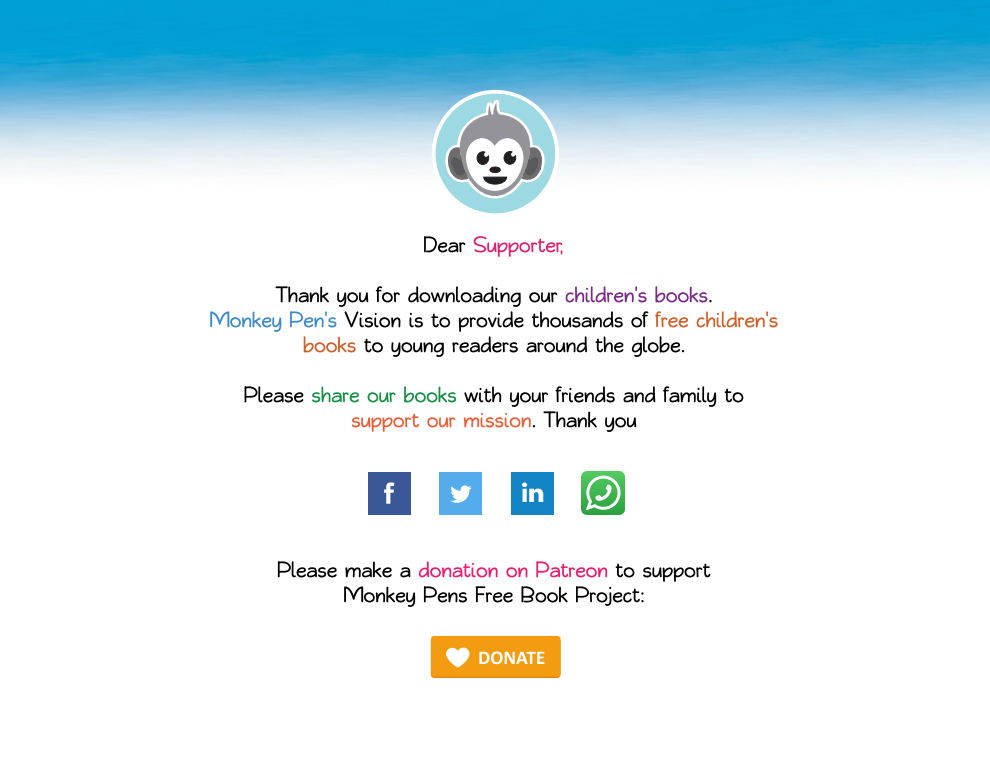 Dear Supporter,
Thank you for downloading our children's books.
Monkey Pen's Vision is to provide thousands of free children's
books to young readers around the globe.
Please share our books with your friends and family to
support our mission. Thank you
f
in
Please make a donation on Patreon to support
Monkey Pens Free Book Project:
DONATE